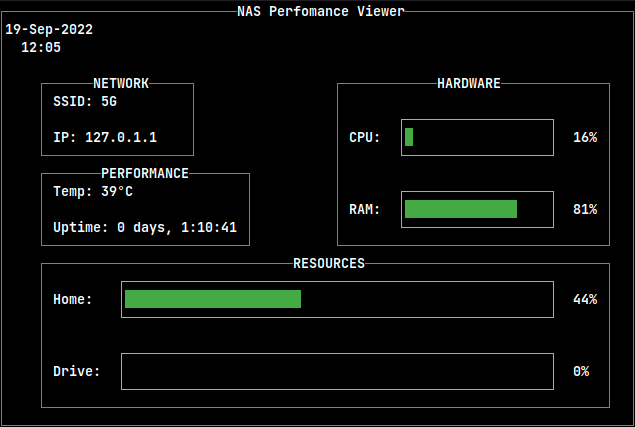 NAS Perfomance Viewer
19-Sep-2022
12:05
NETWORK
SSID: 5G
IP: 127.0.1.1
PERFORMANCE
Temp: 39°C
Uptime: 0 days, 1:10:41
HARDWARE
CPU: 16%
RAM: 81%
RESOURCES
Home: 44%
Drive: 0%